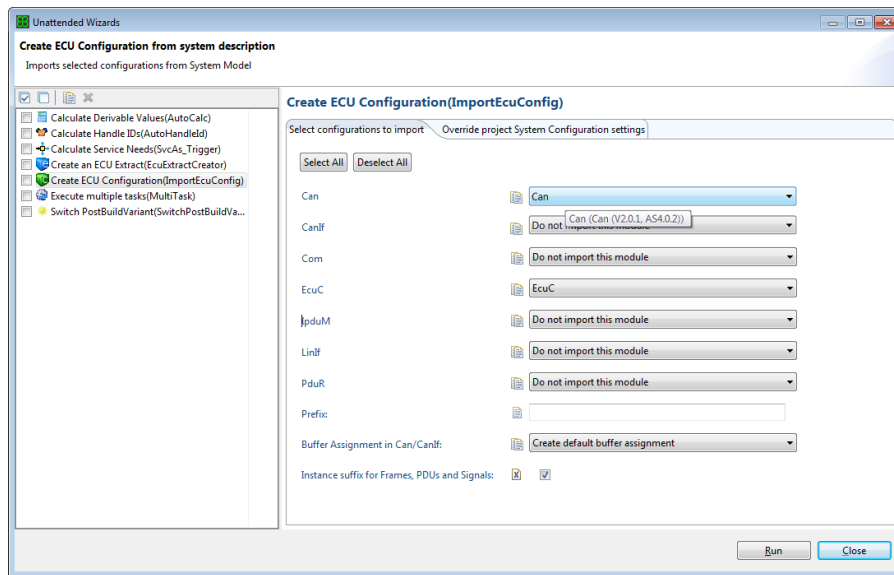 Unattended Wizards
Create ECU Configuration from system description
Imports selected configurations from System Model
Calculate Derivable Values(AutoCalc)
Calculate Handle IDs(AutoHandleId)
Calculate Service Needs(SvcAs_Trigger)
Create an ECU Extract(EcuExtractCreator)
Create ECU Configuration(ImportEcuConfig)
Execute multiple tasks(MultiTask)
Switch PostBuildVariant(SwitchPostBuildVa...
Create ECU Configuration(ImportEcuConfig)
Select configurations to import Override project System Configuration settings
Select All Deselect All
Can Can
Can (Can (V2.0.1, AS4.0.2))
CanIf Do not import this module
Com Do not import this module
EcuC EcuC
IpduM Do not import this module
LinIf Do not import this module
PduR Do not import this module
Prefix:
Buffer Assignment in Can/CanIf: Create default buffer assignment
Instance suffix for Frames, PDUs and Signals:
Run Close